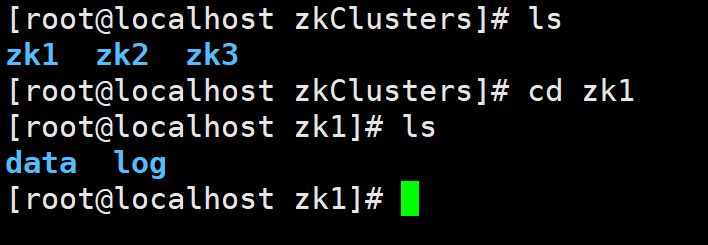 [root@localhost zkClusters]# ls
zk1  zk2  zk3
[root@localhost zkClusters]# cd zk1
[root@localhost zk1]# ls
data  log
[root@localhost zk1]#